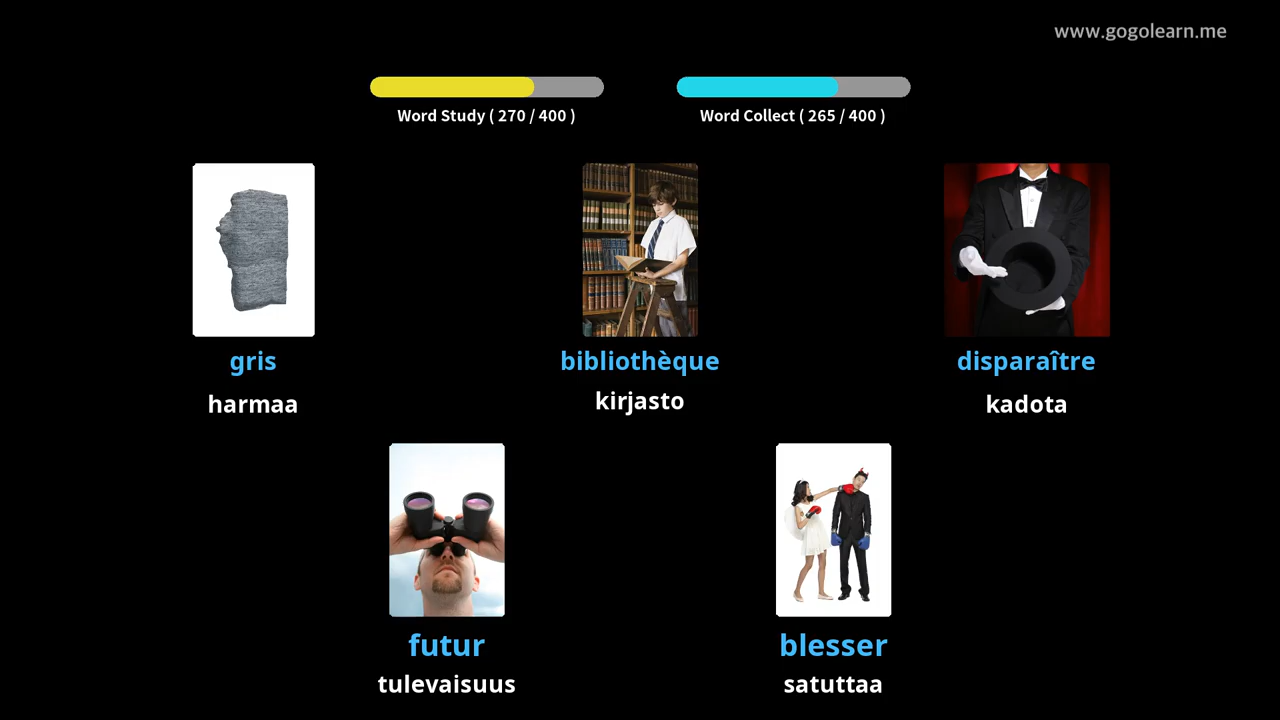 www.gogolearn.me
Word Study ( 270 / 400 )
Word Collect ( 265 / 400 )
gris
harmaa
bibliothèque
kirjasto
disparaître
kadota
futur
tulevaisuus
blesser
satuttaa